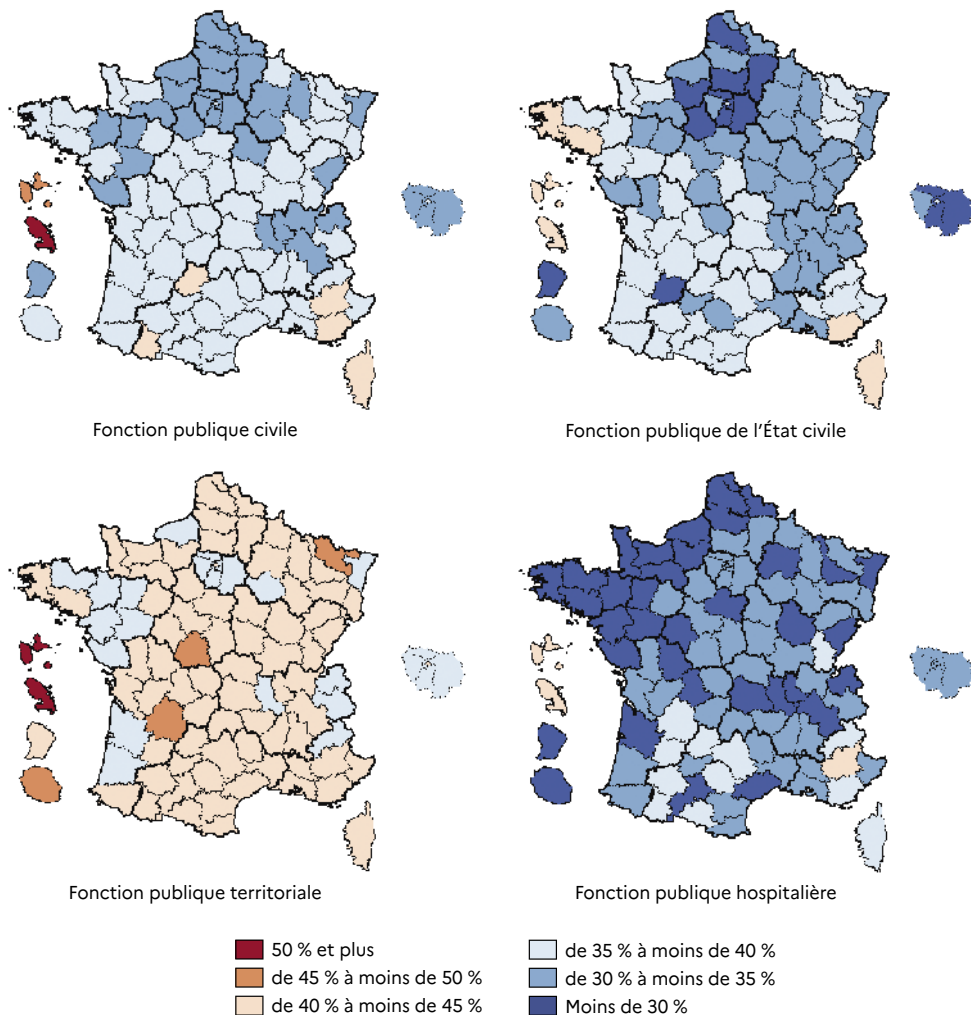 Fonction publique civile
Fonction publique de l'État civile
Fonction publique territoriale
Fonction publique hospitalière
50 % et plus
de 45 % à moins de 50 %
de 40 % à moins de 45 %
de 35 % à moins de 40 %
de 30 % à moins de 35 %
Moins de 30 %